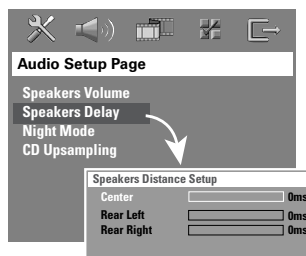 Audio Setup Page
Speakers Volume
Speakers Delay
Night Mode
CD Upsampling
Speakers Distance Setup
Center 0ms
Rear Left 0ms
Rear Right 0ms